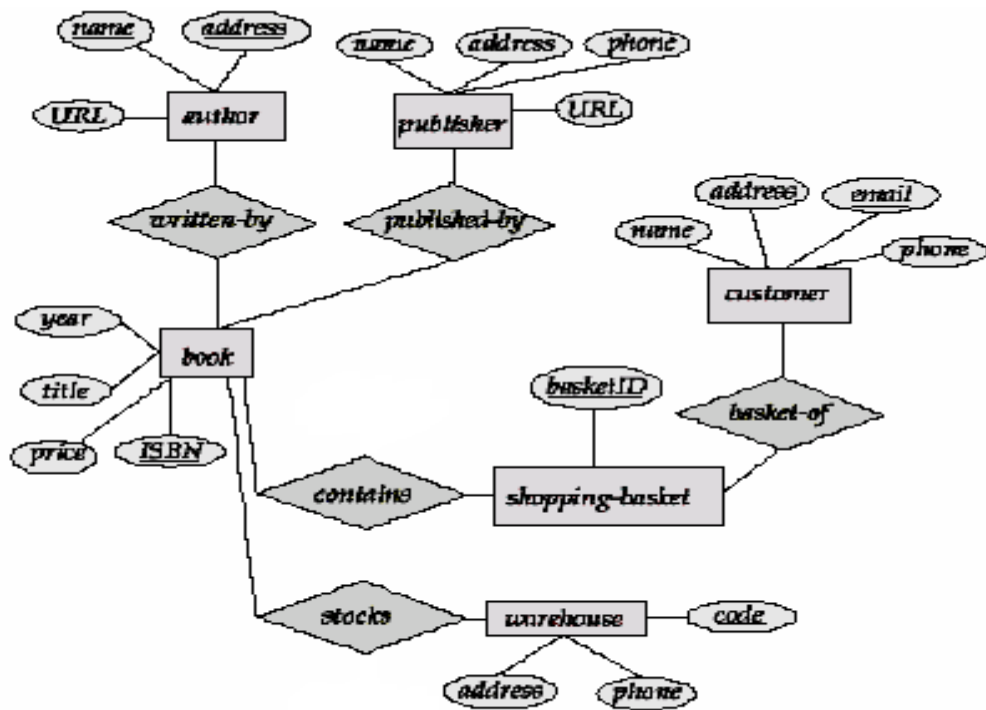 name
address
name
address
phone
URL
author
publisher
URL
written-by
published-by
address
email
name
phone
customer
year
book
title
basketID
basket-of
price
ISBN
contains
shopping-basket
stocks
warehouse
code
address
phone